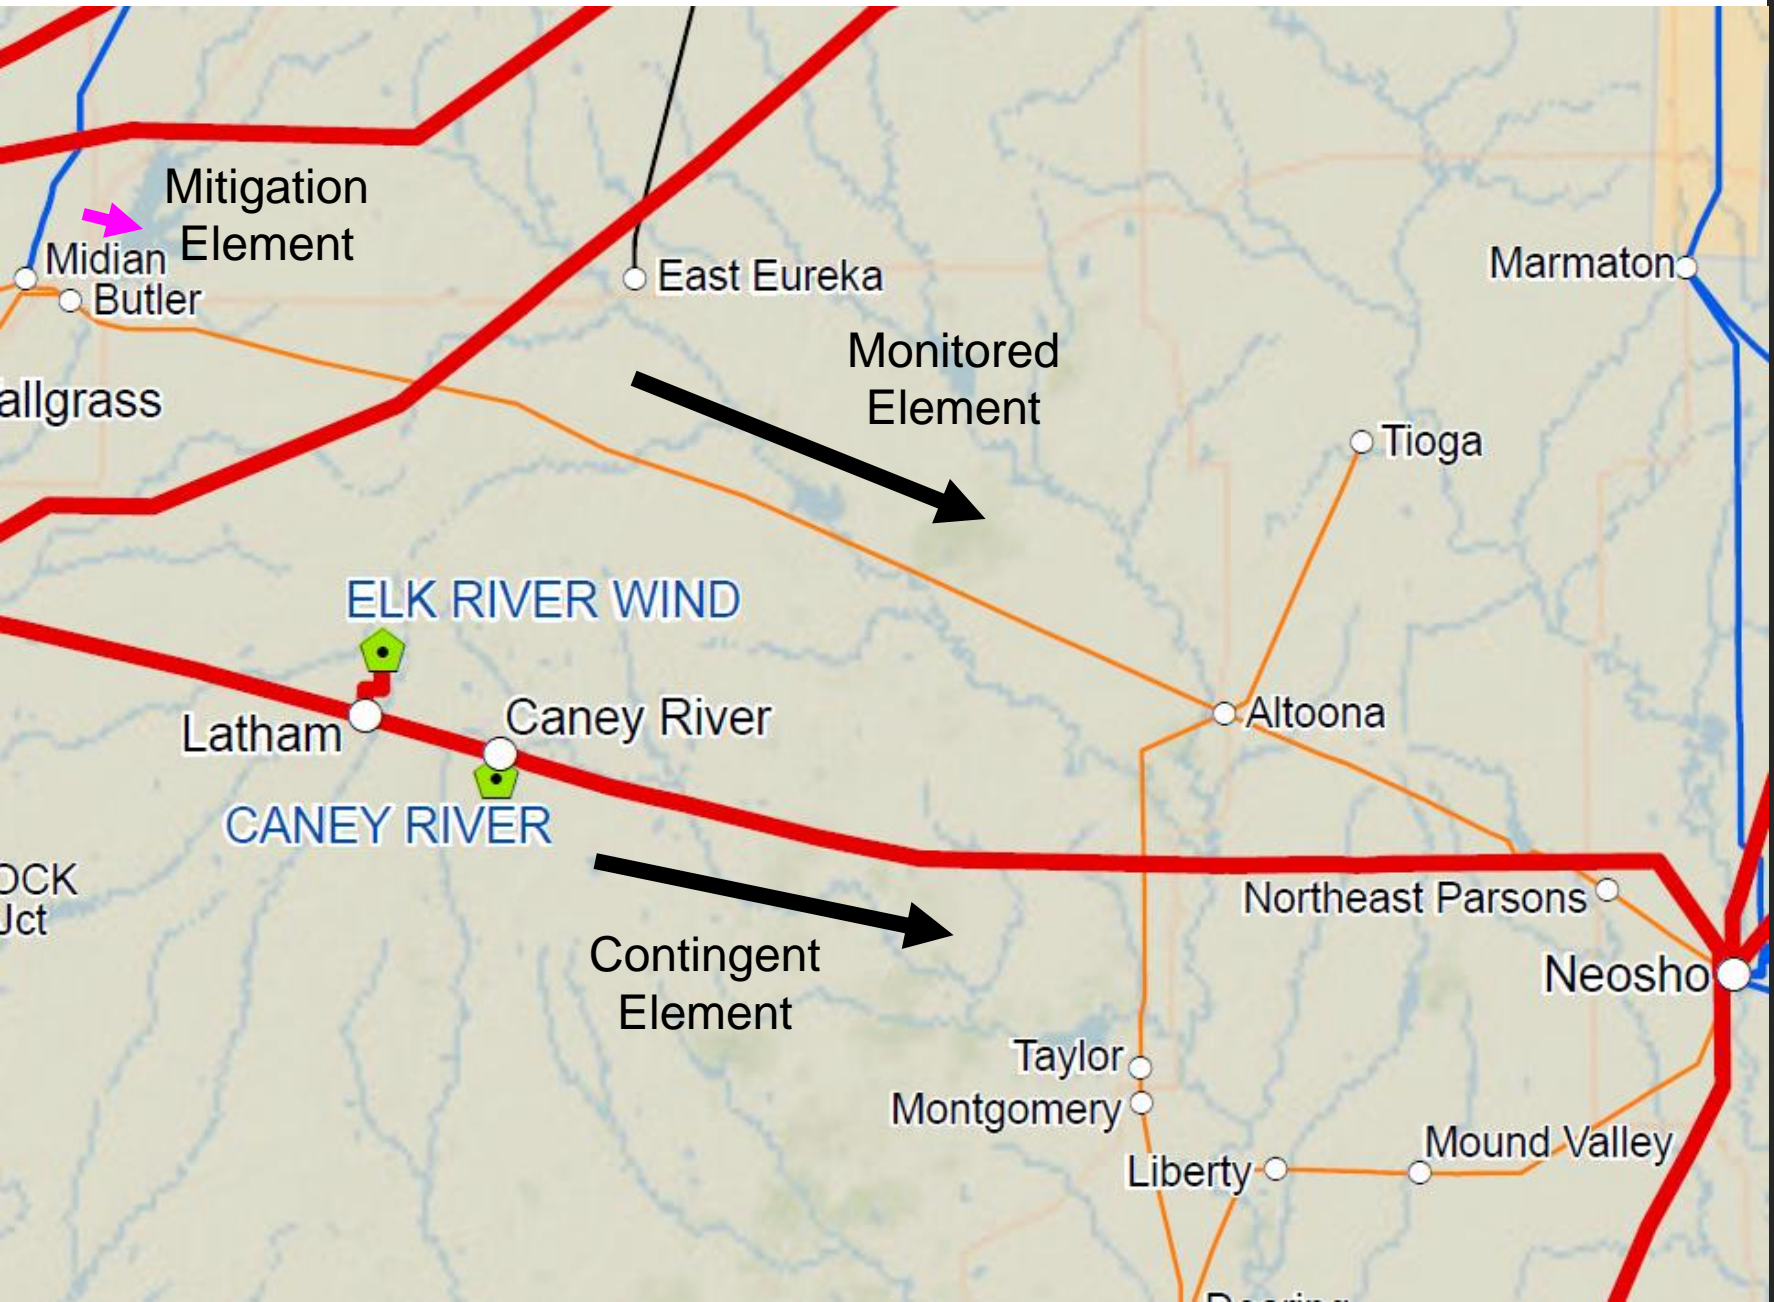 Mitigation
Element
Midian
Butler
East Eureka
Marmaton
Monitored
Element
allgrass
Tioga
ELK RIVER WIND
Latham
Caney River
Altoona
CANEY RIVER
OCK
Jct
Northeast Parsons
Contingent
Element
Neosho
Taylor
Montgomery
Mound Valley
Liberty